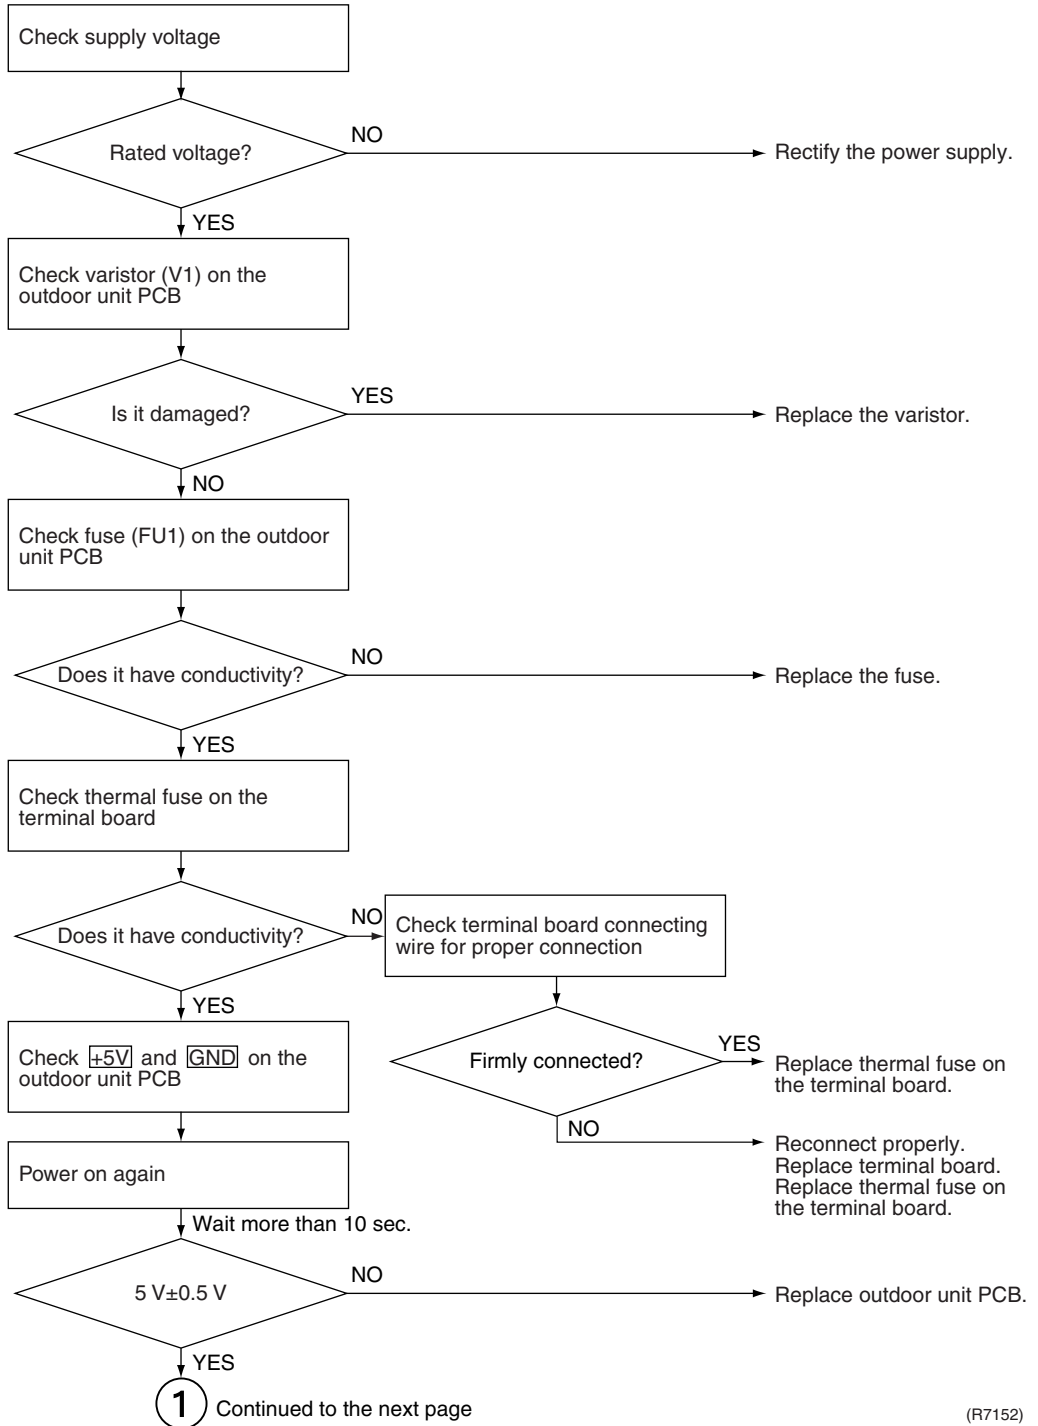 Check supply voltage
Rated voltage?
NO
Rectify the power supply.
YES
Check varistor (V1) on the
outdoor unit PCB
Is it damaged?
YES
Replace the varistor.
NO
Check fuse (FU1) on the outdoor
unit PCB
Does it have conductivity?
NO
Replace the fuse.
YES
Check thermal fuse on the
terminal board
Does it have conductivity?
NO
Check terminal board connecting
wire for proper connection
YES
Firmly connected?
YES
Replace thermal fuse on
the terminal board.
NO
Reconnect properly.
Replace terminal board.
Replace thermal fuse on
the terminal board.
Check +5V and GND on the
outdoor unit PCB
Power on again
Wait more than 10 sec.
5 V±0.5 V
NO
Replace outdoor unit PCB.
YES
1 Continued to the next page
(R7152)